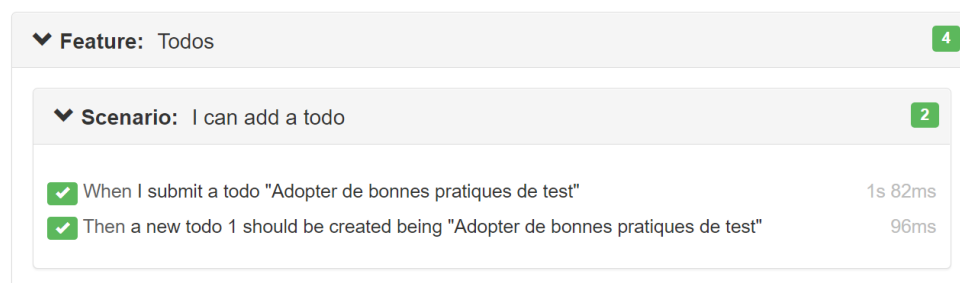 Feature: Todos 4
Scenario: I can add a todo 2
When I submit a todo "Adopter de bonnes pratiques de test" 1s 82ms
Then a new todo 1 should be created being "Adopter de bonnes pratiques de test" 96ms